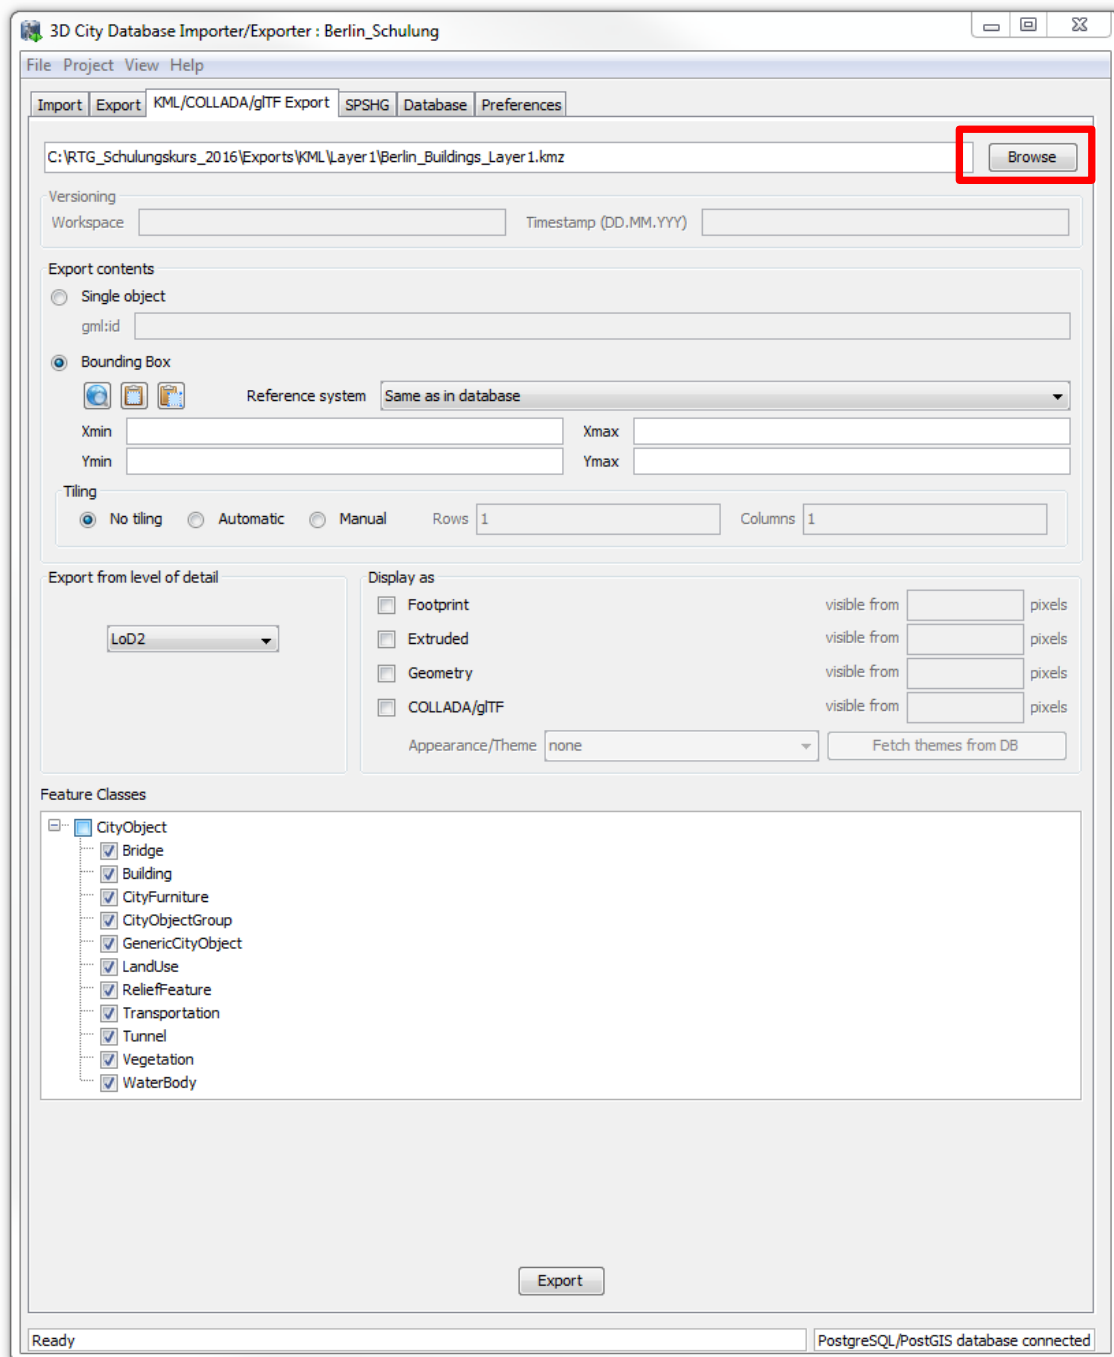 3D City Database Importer/Exporter : Berlin_Schulung
File Project View Help
Import Export KML/COLLADA/glTF Export SPSHG Database Preferences
C:\RTG_Schulungskurs_2016\Exports\KML\Layer1\Berlin_Buildings_Layer1.kmz Browse
Versioning
Workspace Timestamp (DD.MM.YYY)
Export contents
Single object
gml:id
Bounding Box
Reference system Same as in database
Xmin Xmax
Ymin Ymax
Tiling
No tiling Automatic Manual Rows 1 Columns 1
Export from level of detail Display as
Footprint visible from pixels
LoD2 Extruded visible from pixels
Geometry visible from pixels
COLLADA/glTF visible from pixels
Appearance/Theme none Fetch themes from DB
Feature Classes
CityObject
Bridge
Building
CityFurniture
CityObjectGroup
GenericCityObject
LandUse
ReliefFeature
Transportation
Tunnel
Vegetation
WaterBody
Export
Ready PostgreSQL/PostGIS database connected